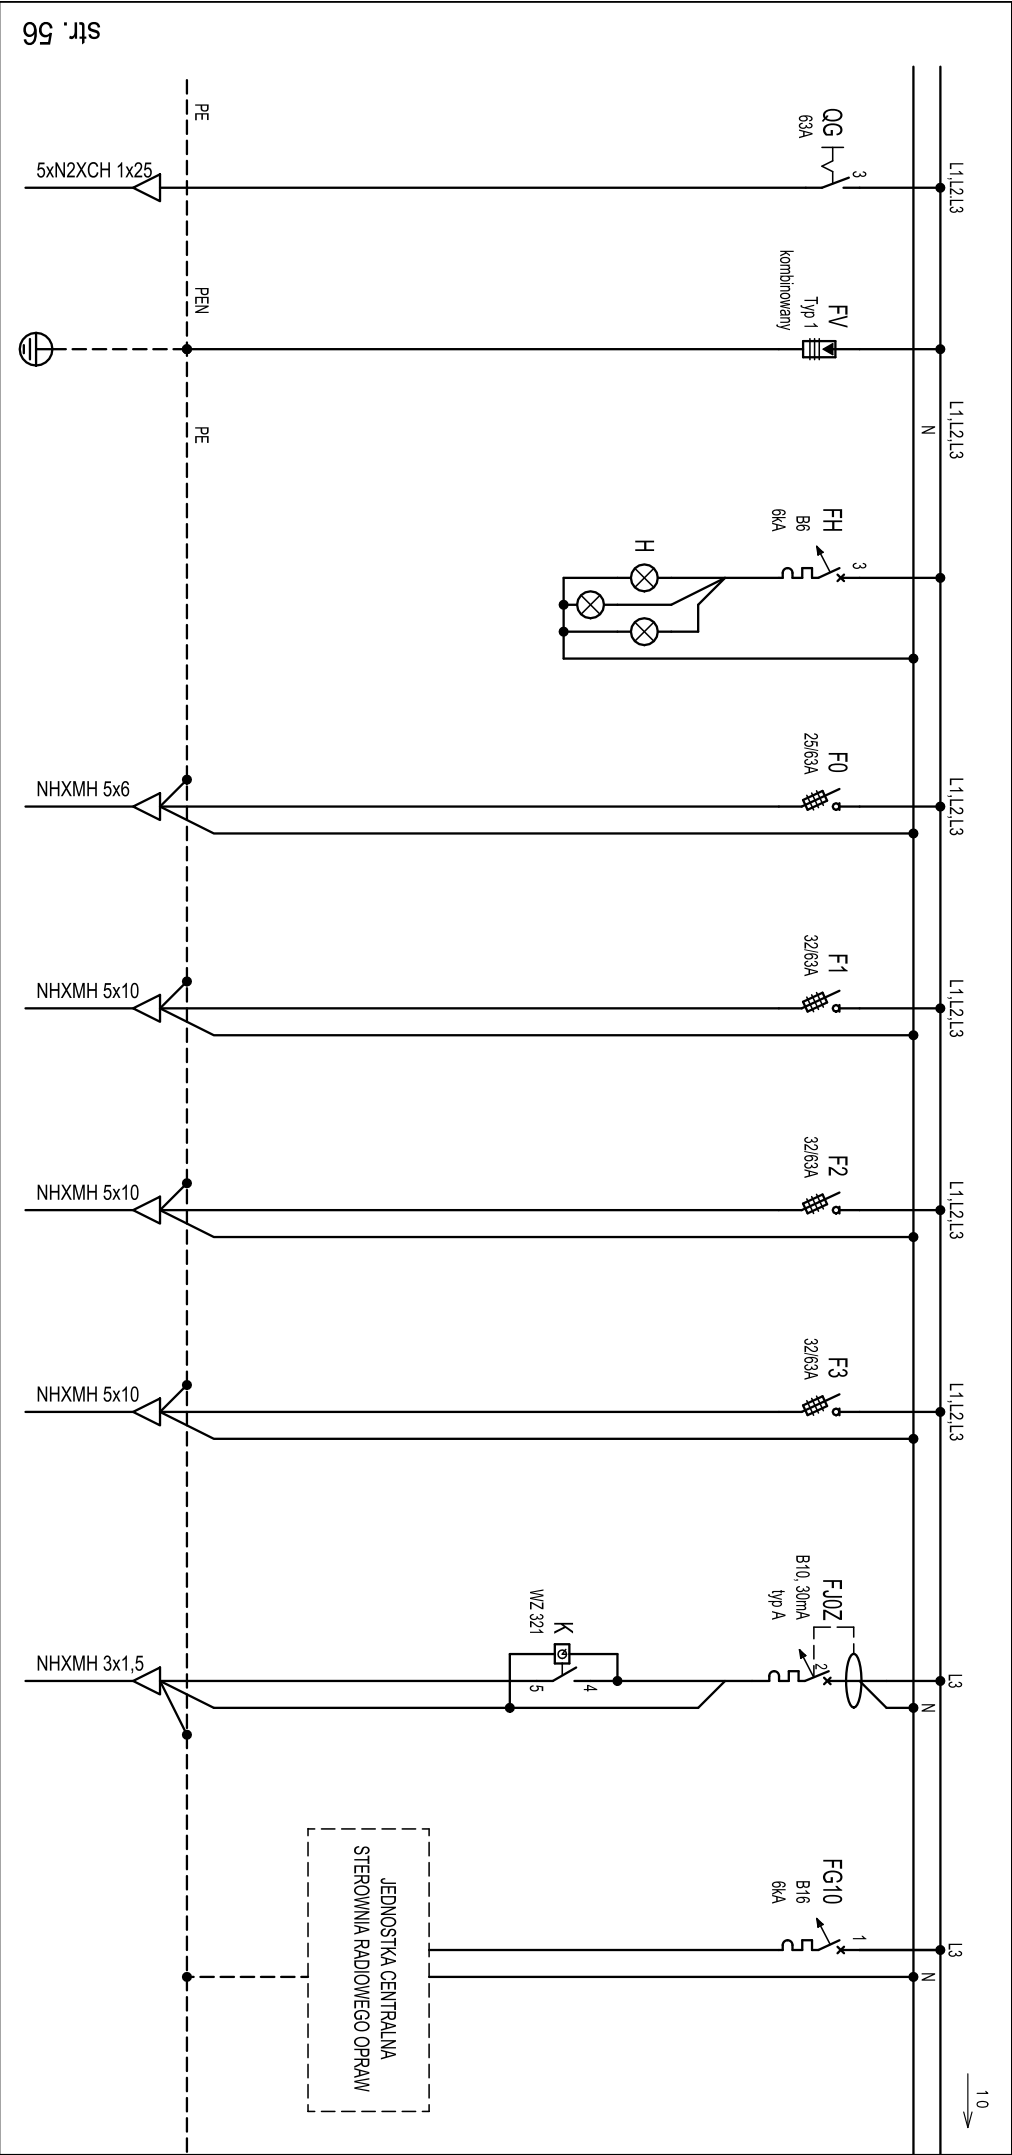 str. 56
PE
5xN2XCH 1x25
QG
63A
3
L1,L2,L3
PEN
FV
Typ 1
kombinowany
PE
L1,L2,L3
N
FH
B6
6kA
3
H
NHXMH 5x6
F0
25/63A
L1,L2,L3
NHXMH 5x10
F1
32/63A
L1,L2,L3
NHXMH 5x10
F2
32/63A
L1,L2,L3
NHXMH 5x10
F3
32/63A
L1,L2,L3
NHXMH 3x1,5
K
WZ 321
5
4
FJ0Z
B10, 30mA
typ A
2
L3
N
JEDNOSTKA CENTRALNA
STEROWNIA RADIOWEGO OPRAW
FG10
B16
6kA
1
L3
N
10